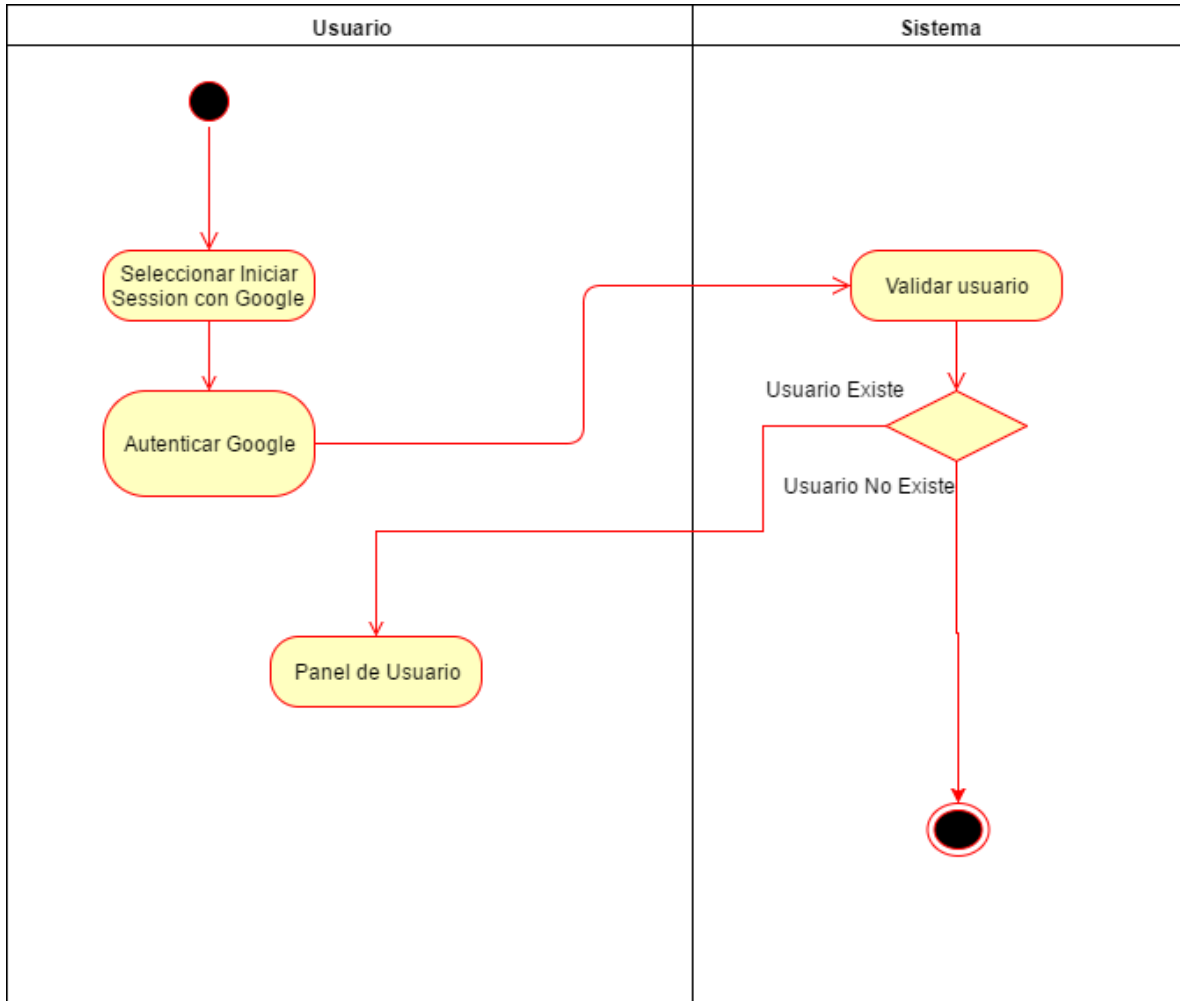 Usuario
Sistema
Seleccionar Iniciar
Session con Google
Validar usuario
Usuario Existe
Autenticar Google
Usuario No Existe
Panel de Usuario